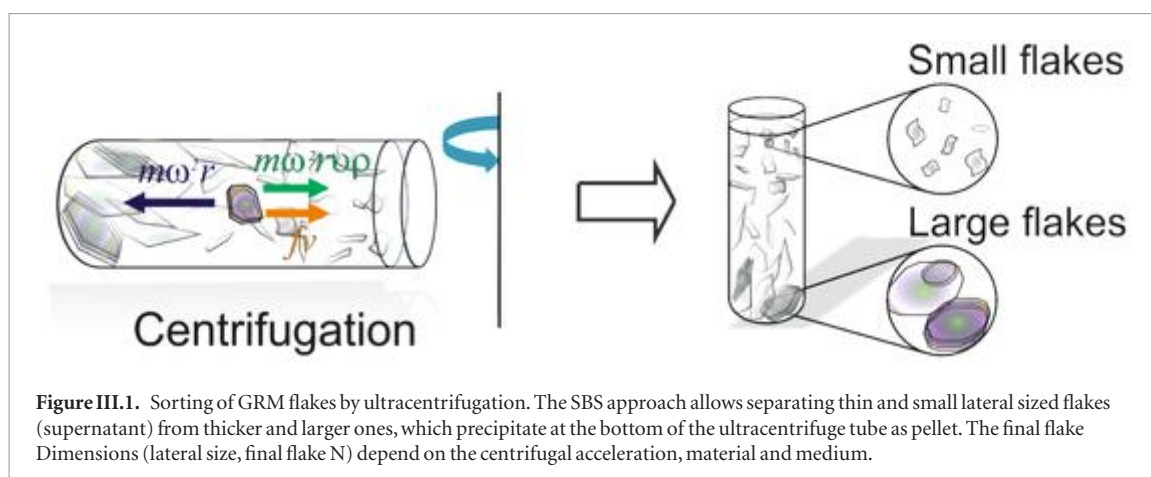 Small flakes
mω²r
mω²rυρ
fν
Large flakes
Centrifugation
Figure III.1. Sorting of GRM flakes by ultracentrifugation. The SBS approach allows separating thin and small lateral sized flakes
(supernatant) from thicker and larger ones, which precipitate at the bottom of the ultracentrifuge tube as pellet. The final flake
Dimensions (lateral size, final flake N) depend on the centrifugal acceleration, material and medium.